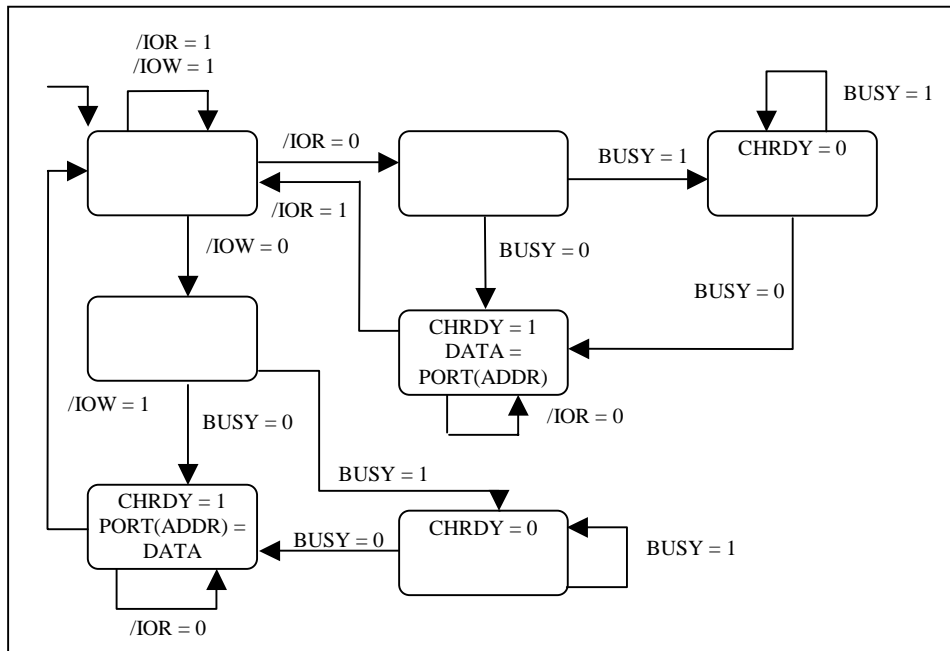 /IOR = 1
/IOW = 1
BUSY = 1
/IOR = 0
CHRDY = 0
BUSY = 1
/IOR = 1
/IOW = 0
BUSY = 0
BUSY = 0
CHRDY = 1
DATA =
PORT(ADDR)
/IOW = 1
BUSY = 0
/IOR = 0
BUSY = 1
CHRDY = 1
PORT(ADDR) =
DATA
CHRDY = 0
BUSY = 0
BUSY = 1
/IOR = 0